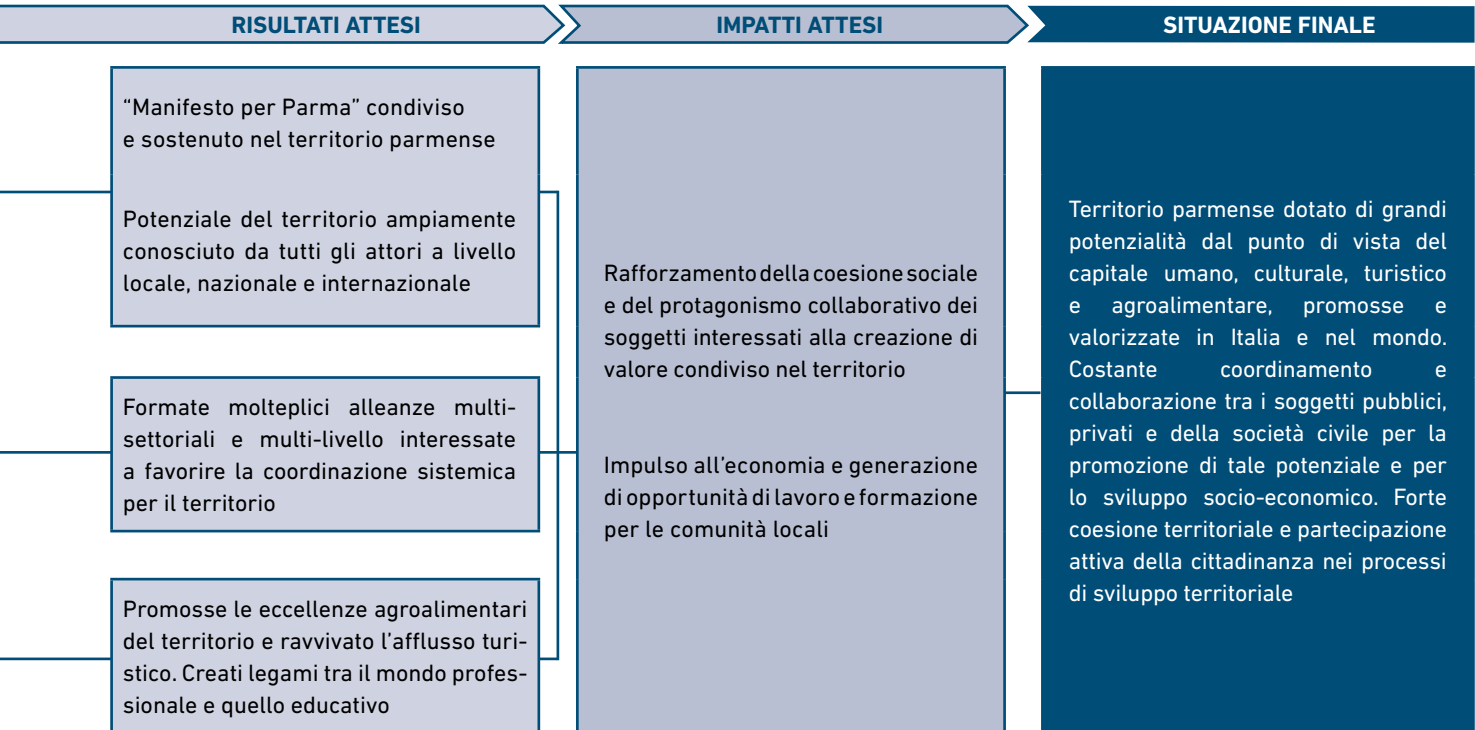 RISULTATI ATTESI
IMPATTI ATTESI
SITUAZIONE FINALE
“Manifesto per Parma” condiviso
e sostenuto nel territorio parmense
Potenziale del territorio ampiamente
conosciuto da tutti gli attori a livello
locale, nazionale e internazionale
Formate molteplici alleanze multi-
settoriali e multi-livello interessate
a favorire la coordinazione sistemica
per il territorio
Promosse le eccellenze agroalimentari
del territorio e ravvivato l’afflusso turi-
stico. Creati legami tra il mondo profes-
sionale e quello educativo
Rafforzamento della coesione sociale
e del protagonismo collaborativo dei
soggetti interessati alla creazione di
valore condiviso nel territorio
Impulso all’economia e generazione
di opportunità di lavoro e formazione
per le comunità locali
Territorio parmense dotato di grandi
potenzialità dal punto di vista del
capitale umano, culturale, turistico
e agroalimentare, promosse e
valorizzate in Italia e nel mondo.
Costante coordinamento e
collaborazione tra i soggetti pubblici,
privati e della società civile per la
promozione di tale potenziale e per
lo sviluppo socio-economico. Forte
coesione territoriale e partecipazione
attiva della cittadinanza nei processi
di sviluppo territoriale